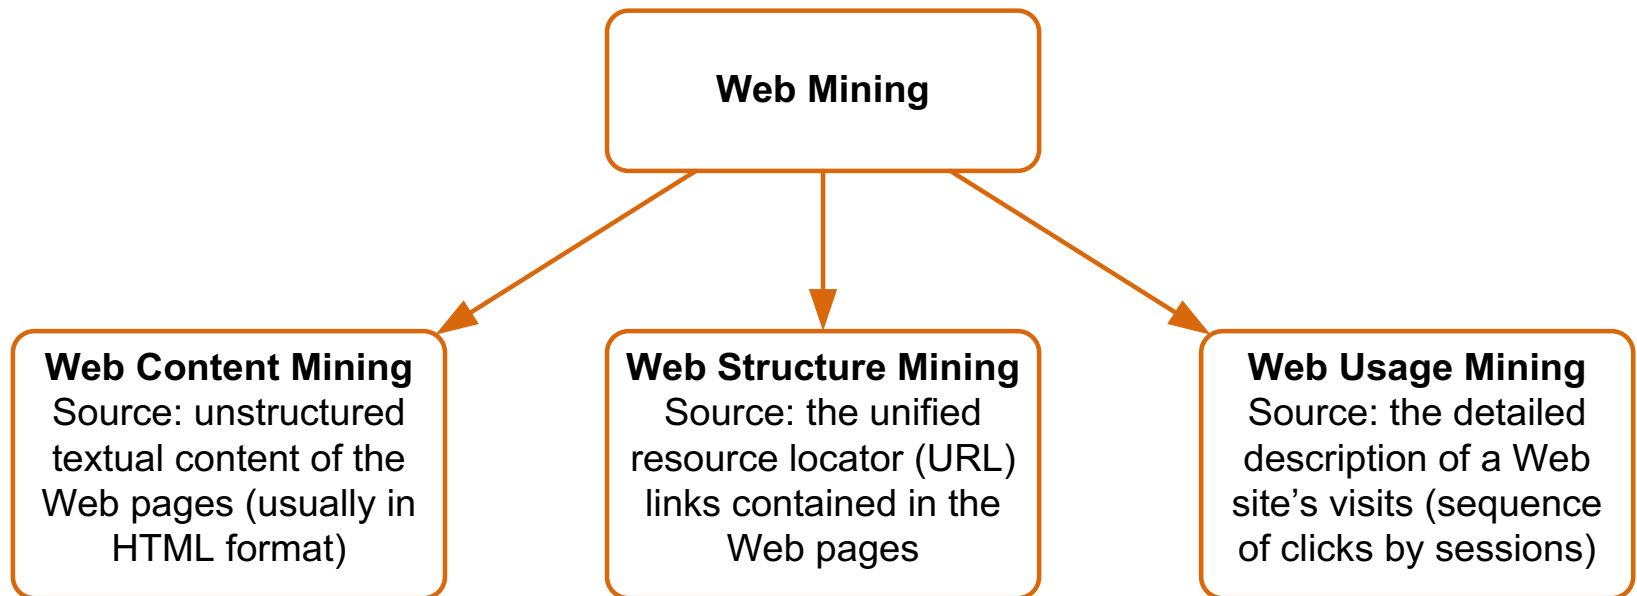 Web Mining
Web Content Mining
Source: unstructured
textual content of the
Web pages (usually in
HTML format)
Web Structure Mining
Source: the unified
resource locator (URL)
links contained in the
Web pages
Web Usage Mining
Source: the detailed
description of a Web
site’s visits (sequence
of clicks by sessions)